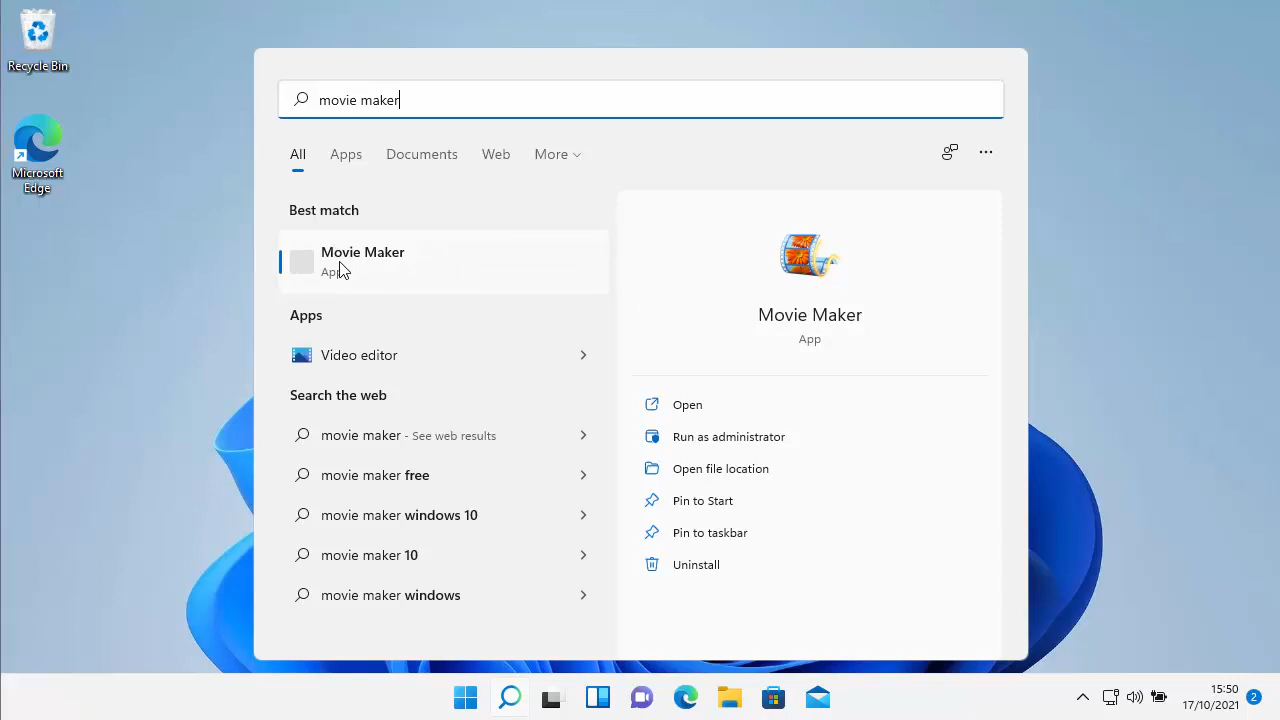 Recycle Bin
Microsoft
Edge
movie maker
All
Apps
Documents
Web
More
Best match
Movie Maker
App
Apps
Video editor
Search the web
movie maker - See web results
movie maker free
movie maker windows 10
movie maker 10
movie maker windows
Movie Maker
App
Open
Run as administrator
Open file location
Pin to Start
Pin to taskbar
Uninstall
15:50
17/10/2021
2